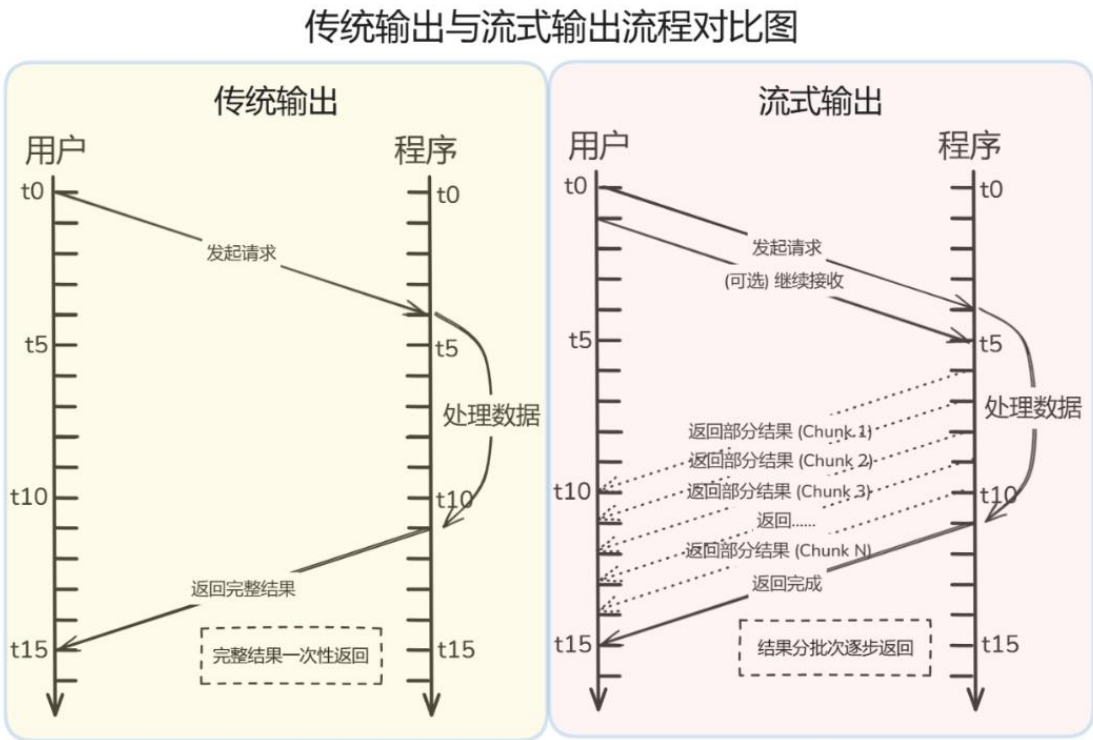 传统输出与流式输出流程对比图
传统输出
用户
程序
t0
t0
发起请求
t5
t5
处理数据
t10
t10
返回完整结果
t15
t15
完整结果一次性返回
流式输出
用户
程序
t0
t0
发起请求
(可选) 继续接收
t5
t5
处理数据
返回部分结果 (Chunk 1)
返回部分结果 (Chunk 2)
返回部分结果 (Chunk 3)
t10
t10
返回......
返回部分结果 (Chunk N)
返回完成
t15
t15
结果分批次逐步返回